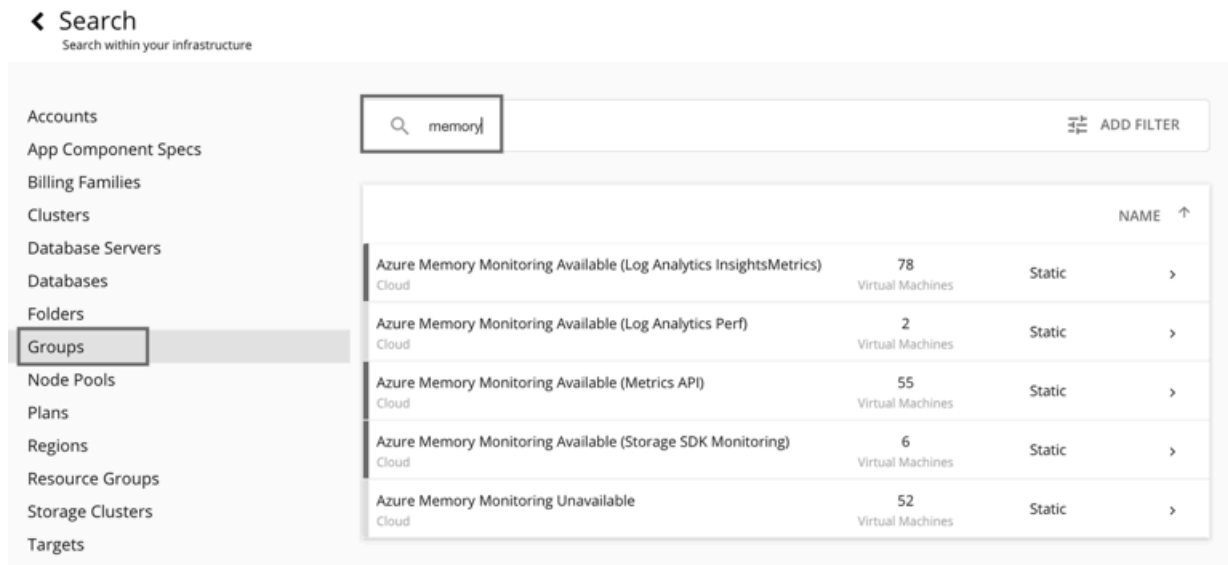 Search
Search within your infrastructure
Accounts
App Component Specs
Billing Families
Clusters
Database Servers
Databases
Folders
Groups
Node Pools
Plans
Regions
Resource Groups
Storage Clusters
Targets
memory
ADD FILTER
NAME
Azure Memory Monitoring Available (Log Analytics InsightsMetrics) 78 Static
Cloud Virtual Machines
Azure Memory Monitoring Available (Log Analytics Perf) 2 Static
Cloud Virtual Machines
Azure Memory Monitoring Available (Metrics API) 55 Static
Cloud Virtual Machines
Azure Memory Monitoring Available (Storage SDK Monitoring) 6 Static
Cloud Virtual Machines
Azure Memory Monitoring Unavailable 52 Static
Cloud Virtual Machines